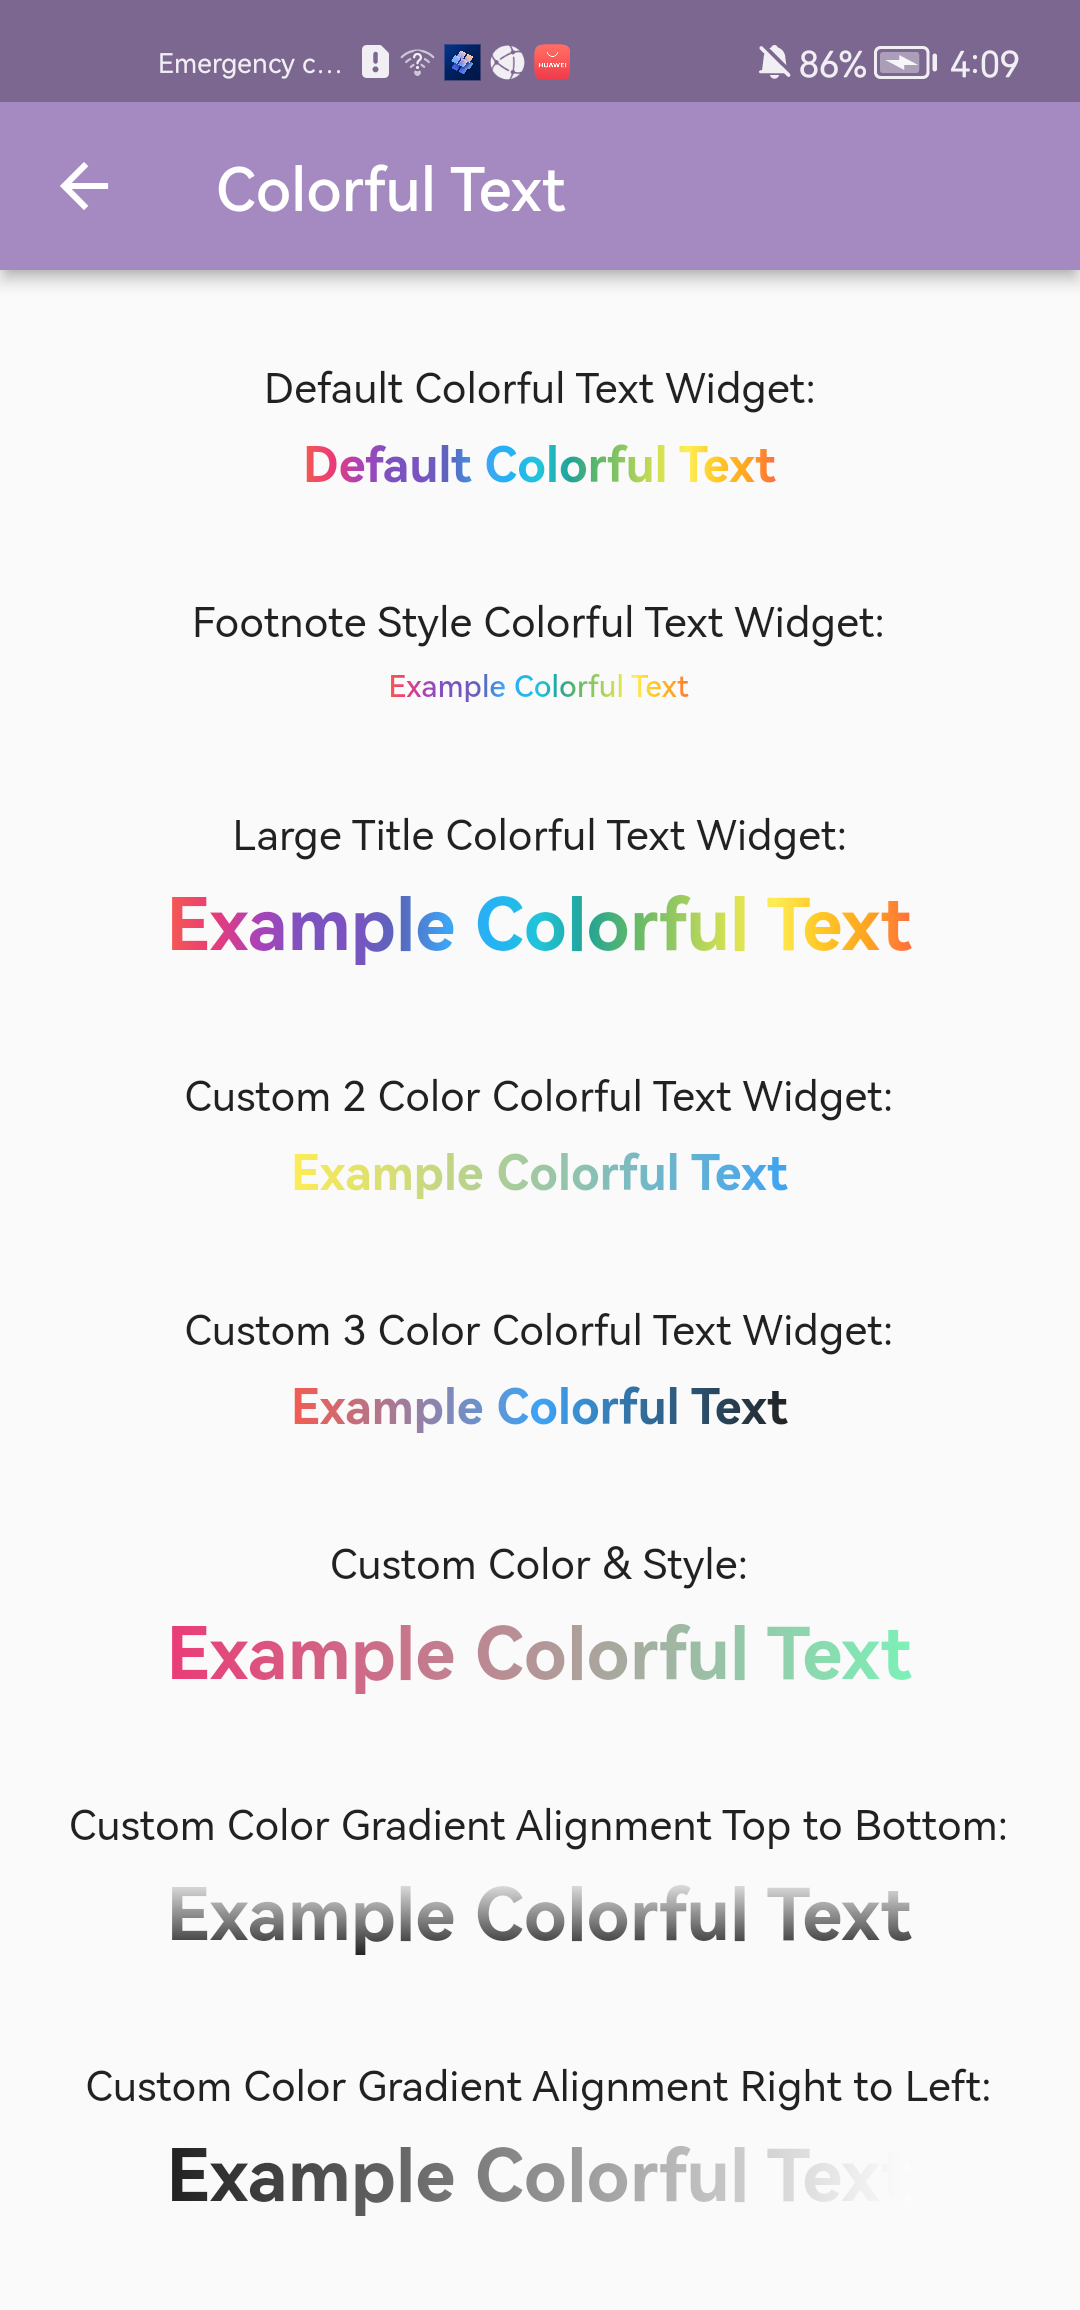 Emergency c... HUAWEI 86% 4:09
Colorful Text
Default Colorful Text Widget:
Default Colorful Text
Footnote Style Colorful Text Widget:
Example Colorful Text
Large Title Colorful Text Widget:
Example Colorful Text
Custom 2 Color Colorful Text Widget:
Example Colorful Text
Custom 3 Color Colorful Text Widget:
Example Colorful Text
Custom Color & Style:
Example Colorful Text
Custom Color Gradient Alignment Top to Bottom:
Example Colorful Text
Custom Color Gradient Alignment Right to Left:
Example Colorful Text